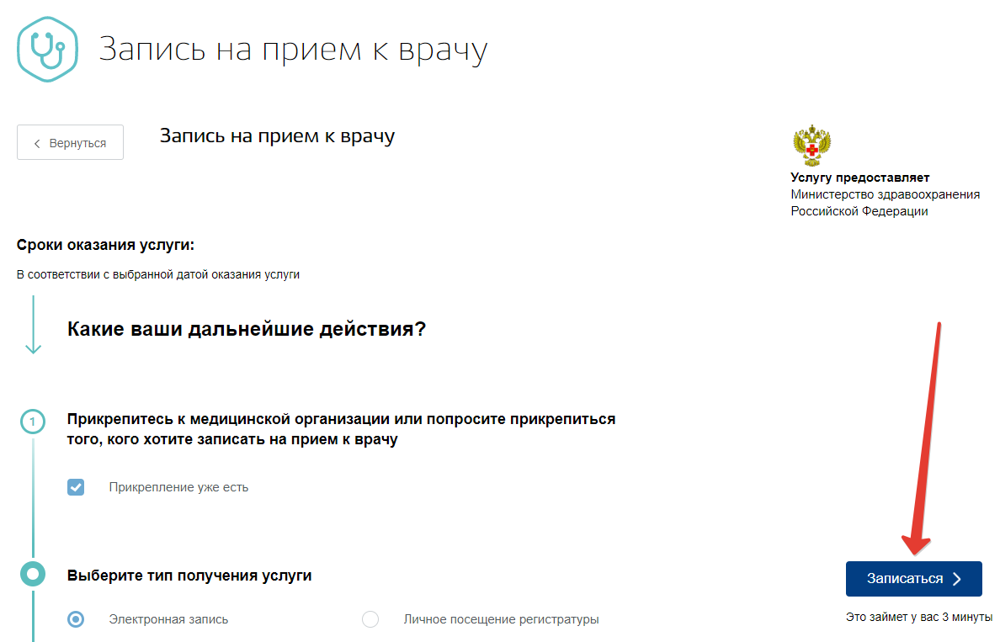 Запись на прием к врачу
Вернуться
Запись на прием к врачу
Услугу предоставляет
Министерство здравоохранения
Российской Федерации
Сроки оказания услуги:
В соответствии с выбранной датой оказания услуги
Какие ваши дальнейшие действия?
1
Прикрепитесь к медицинской организации или попросите прикрепиться
того, кого хотите записать на прием к врачу
Прикрепление уже есть
Выберите тип получения услуги
Записаться
Электронная запись
Личное посещение регистратуры
Это займет у вас 3 минуты